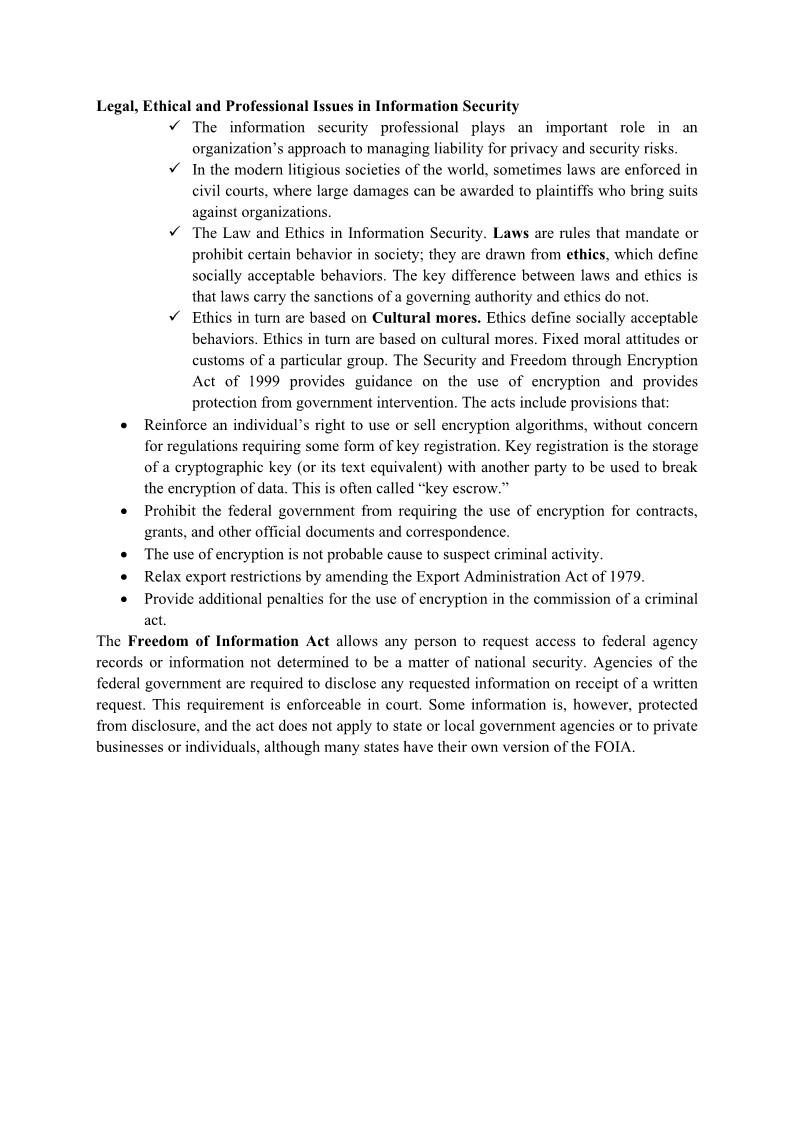 Legal, Ethical and Professional Issues in Information Security
✓ The information security professional plays an important role in an
organization’s approach to managing liability for privacy and security risks.
✓ In the modern litigious societies of the world, sometimes laws are enforced in
civil courts, where large damages can be awarded to plaintiffs who bring suits
against organizations.
✓ The Law and Ethics in Information Security. Laws are rules that mandate or
prohibit certain behavior in society; they are drawn from ethics, which define
socially acceptable behaviors. The key difference between laws and ethics is
that laws carry the sanctions of a governing authority and ethics do not.
✓ Ethics in turn are based on Cultural mores. Ethics define socially acceptable
behaviors. Ethics in turn are based on cultural mores. Fixed moral attitudes or
customs of a particular group. The Security and Freedom through Encryption
Act of 1999 provides guidance on the use of encryption and provides
protection from government intervention. The acts include provisions that:
• Reinforce an individual’s right to use or sell encryption algorithms, without concern
for regulations requiring some form of key registration. Key registration is the storage
of a cryptographic key (or its text equivalent) with another party to be used to break
the encryption of data. This is often called “key escrow.”
• Prohibit the federal government from requiring the use of encryption for contracts,
grants, and other official documents and correspondence.
• The use of encryption is not probable cause to suspect criminal activity.
• Relax export restrictions by amending the Export Administration Act of 1979.
• Provide additional penalties for the use of encryption in the commission of a criminal
act.
The Freedom of Information Act allows any person to request access to federal agency
records or information not determined to be a matter of national security. Agencies of the
federal government are required to disclose any requested information on receipt of a written
request. This requirement is enforceable in court. Some information is, however, protected
from disclosure, and the act does not apply to state or local government agencies or to private
businesses or individuals, although many states have their own version of the FOIA.